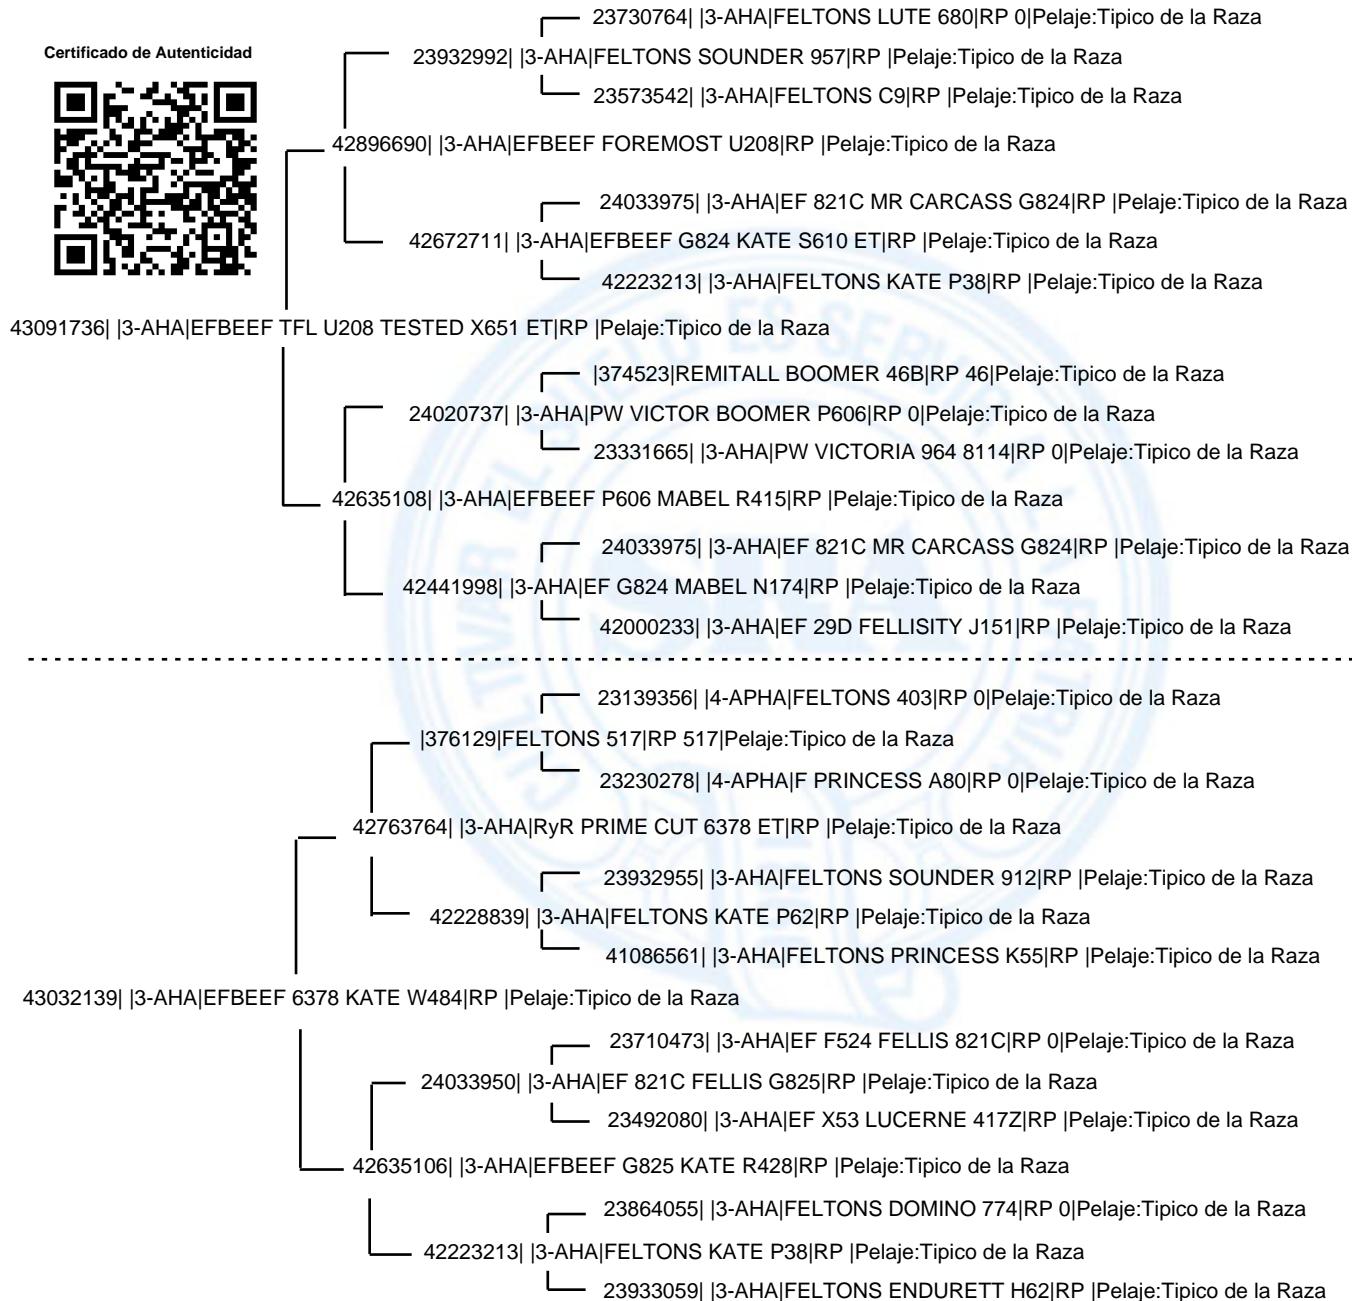 23730764| |3-AHA|FELTONS LUTE 680|RP 0|Pelaje:Tipico de la Raza
Certificado de Autenticidad
23932992| |3-AHA|FELTONS SOUNDER 957|RP |Pelaje:Tipico de la Raza
23573542| |3-AHA|FELTONS C9|RP |Pelaje:Tipico de la Raza
42896690| |3-AHA|EFBEEF FOREMOST U208|RP |Pelaje:Tipico de la Raza
24033975| |3-AHA|EF 821C MR CARCASS G824|RP |Pelaje:Tipico de la Raza
42672711| |3-AHA|EFBEEF G824 KATE S610 ET|RP |Pelaje:Tipico de la Raza
42223213| |3-AHA|FELTONS KATE P38|RP |Pelaje:Tipico de la Raza
43091736| |3-AHA|EFBEEF TFL U208 TESTED X651 ET|RP |Pelaje:Tipico de la Raza
|374523|REMITALL BOOMER 46B|RP 46|Pelaje:Tipico de la Raza
24020737| |3-AHA|PW VICTOR BOOMER P606|RP 0|Pelaje:Tipico de la Raza
23331665| |3-AHA|PW VICTORIA 964 8114|RP 0|Pelaje:Tipico de la Raza
42635108| |3-AHA|EFBEEF P606 MABEL R415|RP |Pelaje:Tipico de la Raza
24033975| |3-AHA|EF 821C MR CARCASS G824|RP |Pelaje:Tipico de la Raza
42441998| |3-AHA|EF G824 MABEL N174|RP |Pelaje:Tipico de la Raza
42000233| |3-AHA|EF 29D FELLISITY J151|RP |Pelaje:Tipico de la Raza
23139356| |4-APHA|FELTONS 403|RP 0|Pelaje:Tipico de la Raza
|376129|FELTONS 517|RP 517|Pelaje:Tipico de la Raza
23230278| |4-APHA|F PRINCESS A80|RP 0|Pelaje:Tipico de la Raza
42763764| |3-AHA|RyR PRIME CUT 6378 ET|RP |Pelaje:Tipico de la Raza
23932955| |3-AHA|FELTONS SOUNDER 912|RP |Pelaje:Tipico de la Raza
42228839| |3-AHA|FELTONS KATE P62|RP |Pelaje:Tipico de la Raza
41086561| |3-AHA|FELTONS PRINCESS K55|RP |Pelaje:Tipico de la Raza
43032139| |3-AHA|EFBEEF 6378 KATE W484|RP |Pelaje:Tipico de la Raza
23710473| |3-AHA|EF F524 FELLIS 821C|RP 0|Pelaje:Tipico de la Raza
24033950| |3-AHA|EF 821C FELLIS G825|RP |Pelaje:Tipico de la Raza
23492080| |3-AHA|EF X53 LUCERNE 417Z|RP |Pelaje:Tipico de la Raza
42635106| |3-AHA|EFBEEF G825 KATE R428|RP |Pelaje:Tipico de la Raza
23864055| |3-AHA|FELTONS DOMINO 774|RP 0|Pelaje:Tipico de la Raza
42223213| |3-AHA|FELTONS KATE P38|RP |Pelaje:Tipico de la Raza
23933059| |3-AHA|FELTONS ENDURETT H62|RP |Pelaje:Tipico de la Raza
CULTIVAR EL SUELO ES SERVIR A LA PATRIA